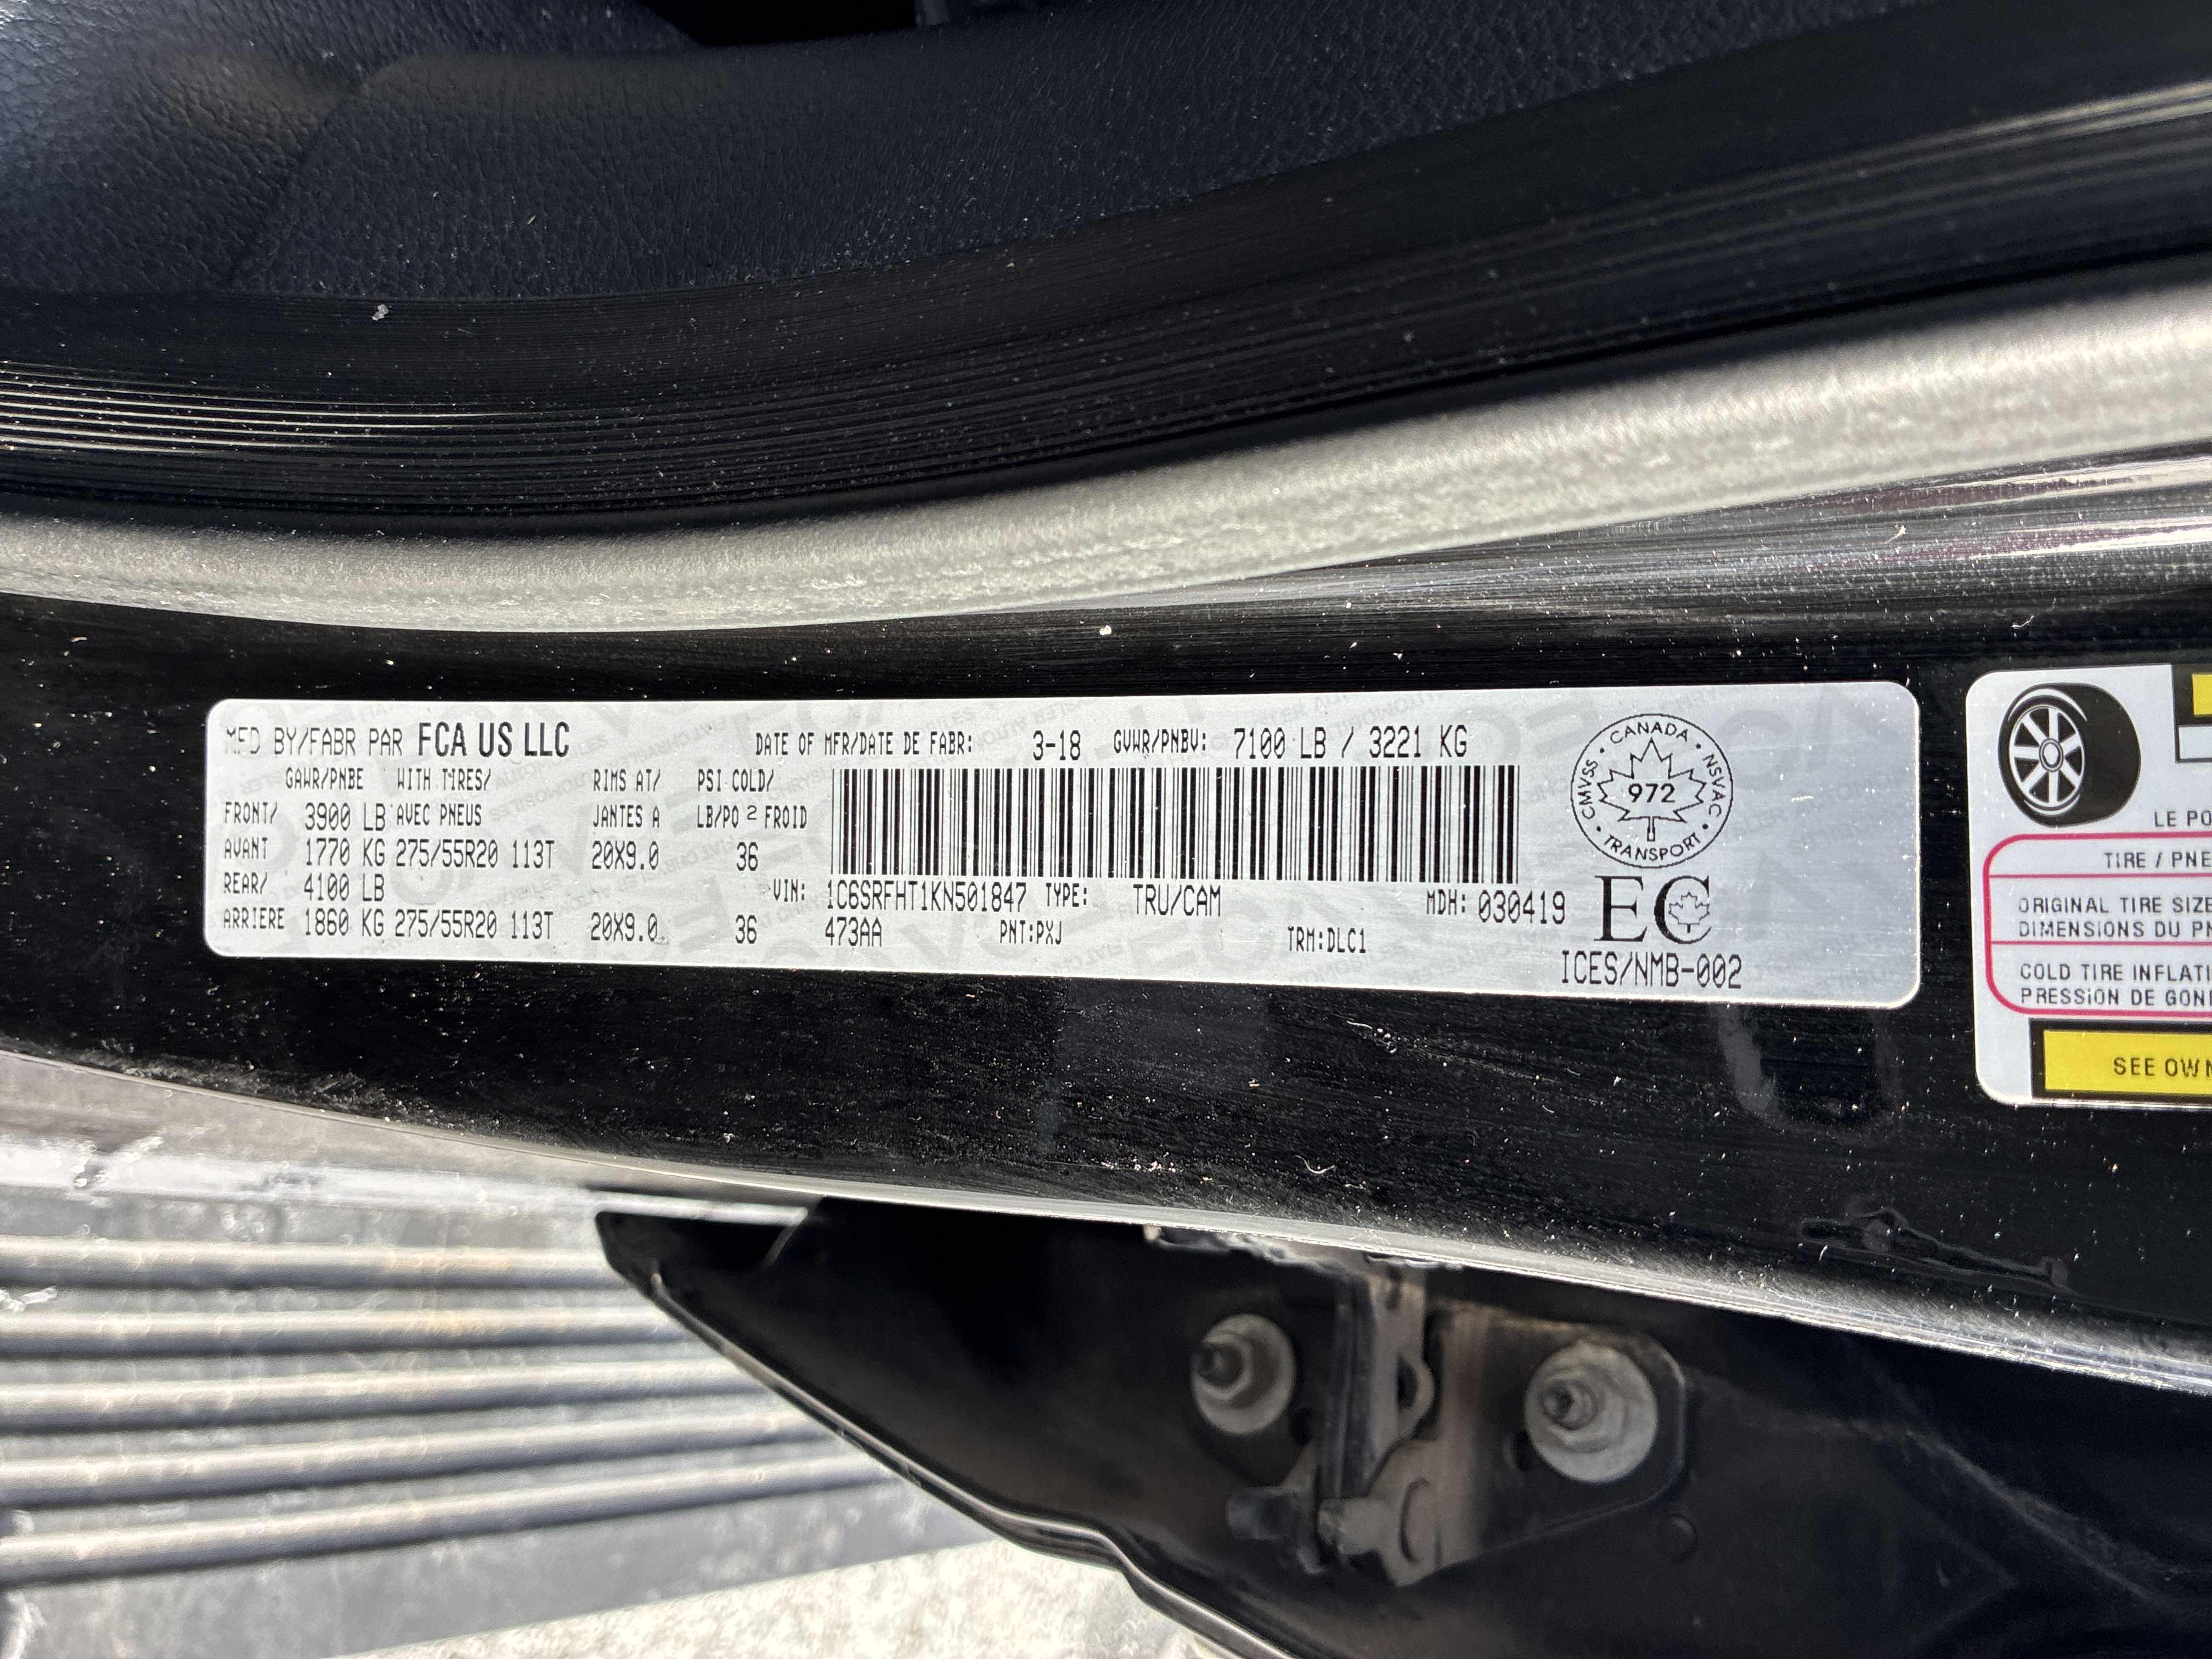 MFD BY/FABR PAR FCA US LLC DATE OF MFR/DATE DE FABR: 3-18 GVWR/PNBV: 7100 LB / 3221 KG
GAWR/PNBE WITH TIRES/ RIMS AT/ PSI COLD/
FRONT/ 3900 LB AVEC PNEUS JANTES A LB/PO 2 FROID
AVANT 1770 KG 275/55R20 113T 20X9.0 36
REAR/ 4100 LB VIN: 1C6SRFHT1KN501847 TYPE: TRU/CAM MDH: 030419
ARRIERE 1860 KG 275/55R20 113T 20X9.0 36 473AA PNT:PXJ TRM:DLC1
CANADA
CMVSS 972 NSVAC
TRANSPORT
EC
ICES/NMB-002
LE PO
TIRE / PNE
ORIGINAL TIRE SIZE
DIMENSIONS DU PN
COLD TIRE INFLATI
PRESSION DE GON
SEE OWN